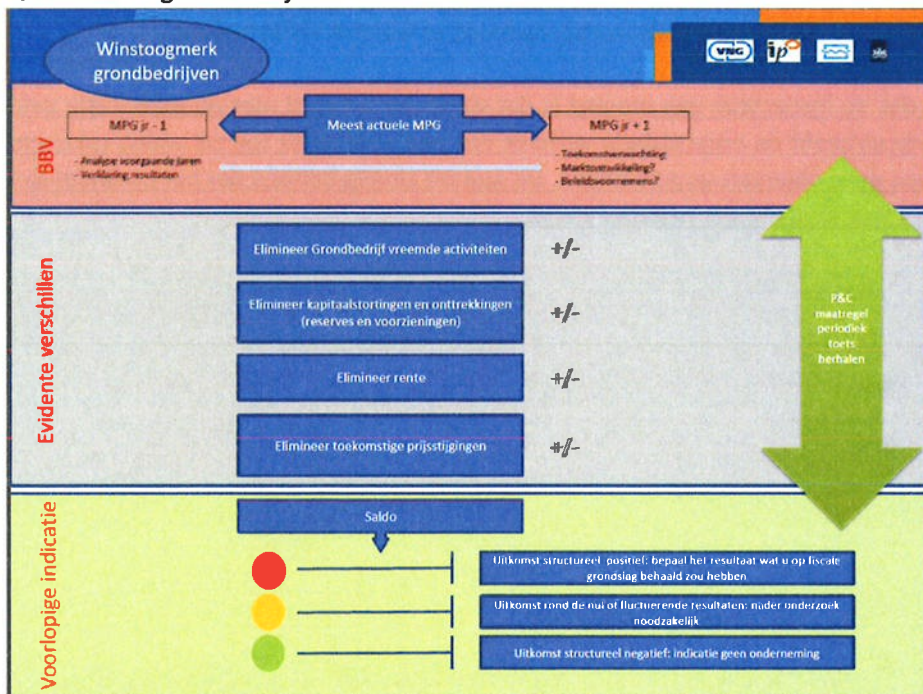 Winstoogmerk
grondbedrijven
VNG
ipo
BBV
MPG jr - 1
Meest actuele MPG
MPG jr + 1
- Analyse voorgaande jaren
- Verklaring resultaten
- Toekomstverwachting
- Marktontwikkeling?
- Beleidsvoornemens?
Evidente verschillen
Elimineer Grondbedrijf vreemde activiteiten
+/-
Elimineer kapitaalstortingen en onttrekkingen
(reserves en voorzieningen)
+/-
Elimineer rente
+/-
Elimineer toekomstige prijsstijgingen
+/-
P&C
maatregel
periodiek
toets
herhalen
Voorlopige indicatie
Saldo
Uitkomst structureel positief: bepaal het resultaat wat u op fiscale
grondslag behaald zou hebben
Uitkomst rond de nul of fluctuerende resultaten: nader onderzoek
noodzakelijk
Uitkomst structureel negatief: indicatie geen onderneming